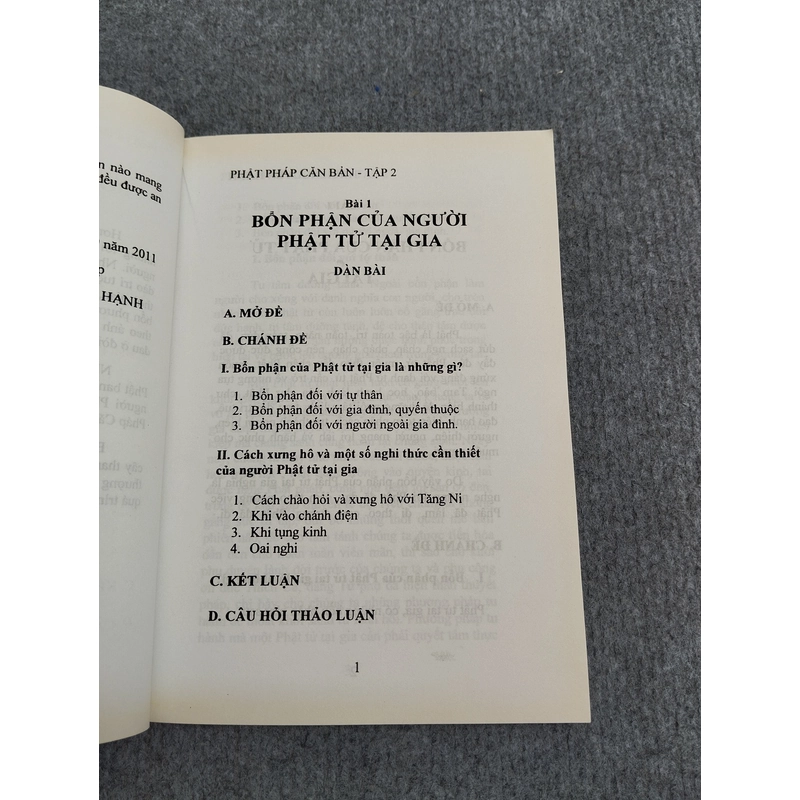 n nào mang
đều được an
năm 2011
HẠNH
PHẬT PHÁP CĂN BẢN - TẬP 2
Bài 1
BỔN PHẬN CỦA NGƯỜI
PHẬT TỬ TẠI GIA
DÀN BÀI
A. MỞ ĐỀ
B. CHÁNH ĐỀ
I. Bổn phận của Phật tử tại gia là những gì?
1. Bổn phận đối với tự thân
2. Bổn phận đối với gia đình, quyến thuộc
3. Bổn phận đối với người ngoài gia đình.
II. Cách xưng hô và một số nghi thức cần thiết
của người Phật tử tại gia
1. Cách chào hỏi và xưng hô với Tăng Ni
2. Khi vào chánh điện
3. Khi tụng kinh
4. Oai nghi
C. KẾT LUẬN
D. CÂU HỎI THẢO LUẬN
1